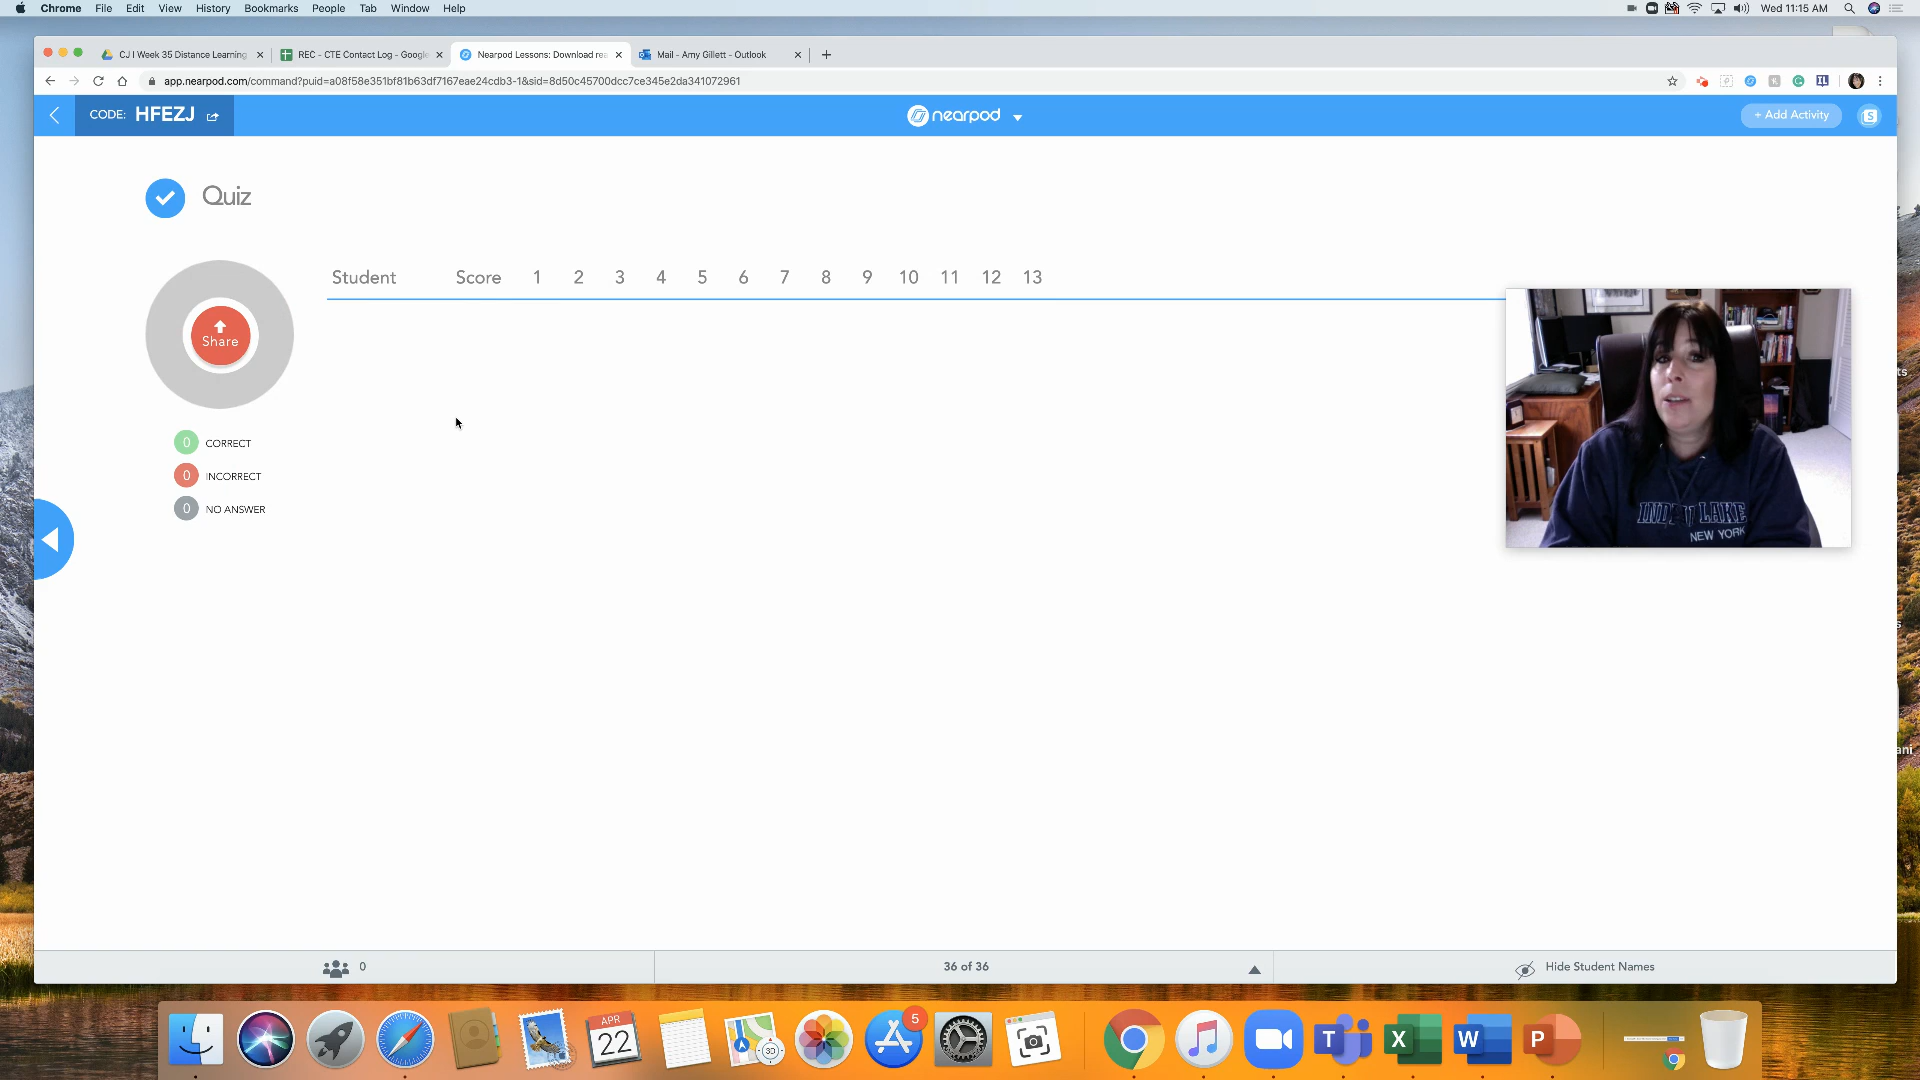 Chrome File Edit View History Bookmarks People Tab Window Help Wed 11:15 AM
CJ I Week 35 Distance Learning REC - CTE Contact Log - Google Nearpod Lessons: Download rea Mail - Amy Gillett - Outlook
app.nearpod.com/command?puid=a08f58e351bf81b63df7167eae24cdb3-1&sid=8d50c45700dcc7ce345e2da341072961
CODE: HFEZJ nearpod + Add Activity S
Quiz
Student Score 1 2 3 4 5 6 7 8 9 10 11 12 13
Share
0 CORRECT
0 INCORRECT
0 NO ANSWER
LAKE
NEW YORK
0 36 of 36 Hide Student Names
APR
22
3D
5
T X W P